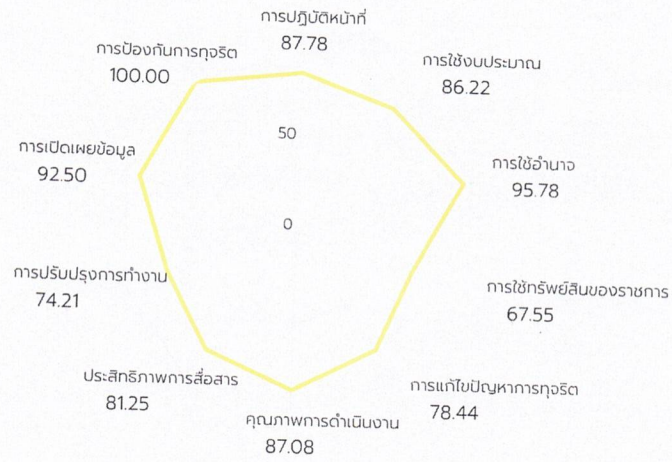 การปฏิบัติหน้าที่
87.78
การใช้งบประมาณ
86.22
การใช้อำนาจ
95.78
การใช้ทรัพย์สินของราชการ
67.55
การแก้ไขปัญหาการทุจริต
78.44
คุณภาพการดำเนินงาน
87.08
ประสิทธิภาพการสื่อสาร
81.25
การปรับปรุงการทำงาน
74.21
การเปิดเผยข้อมูล
92.50
การป้องกันการทุจริต
100.00
50
0